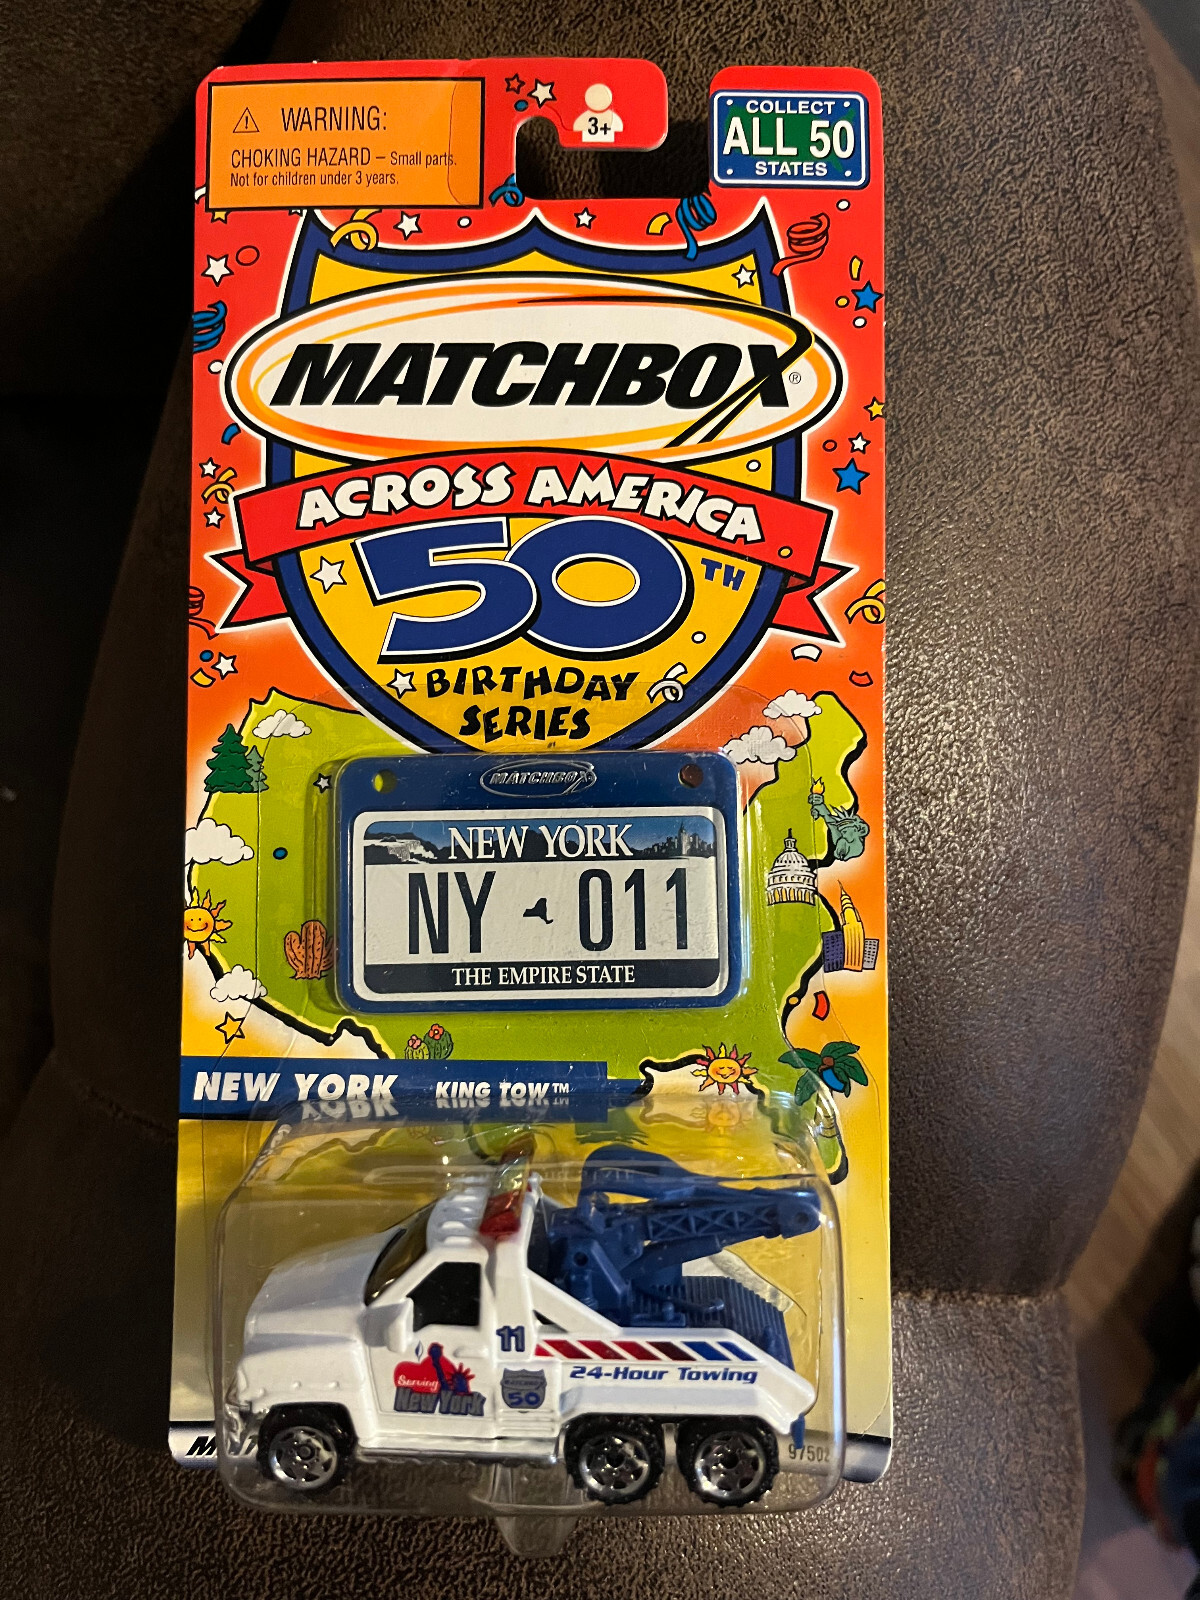 WARNING:
CHOKING HAZARD – Small parts.
Not for children under 3 years.
3+
COLLECT
ALL 50
STATES
MATCHBOX®
ACROSS AMERICA
50TH
BIRTHDAY
SERIES
MATCHBOX
NEW YORK
NY 011
THE EMPIRE STATE
NEW YORK KING TOW™
11
Serving
New York
MATCHBOX
50
24-Hour Towing